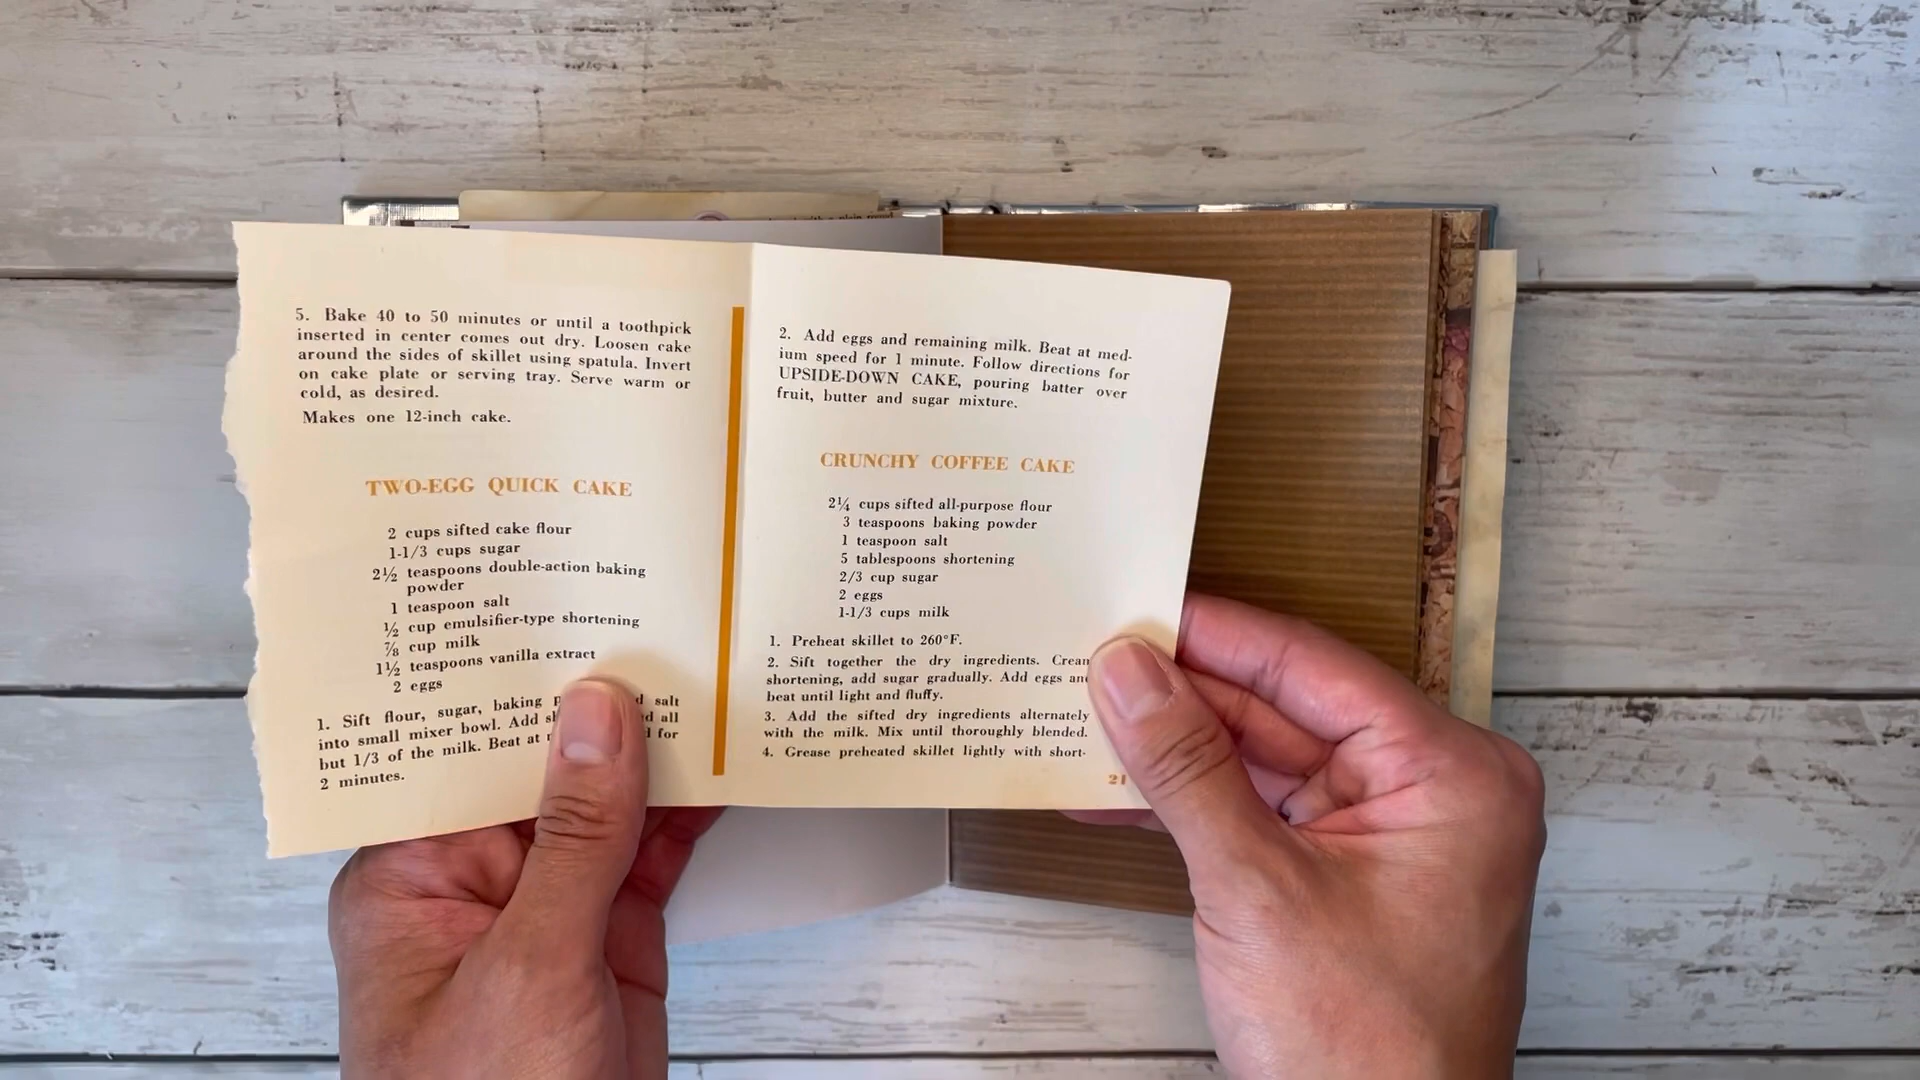 with a plain
5. Bake 40 to 50 minutes or until a toothpick
inserted in center comes out dry. Loosen cake
around the sides of skillet using spatula. Invert
on cake plate or serving tray. Serve warm or
cold, as desired.
Makes one 12-inch cake.
TWO-EGG QUICK CAKE
2 cups sifted cake flour
1-1/3 cups sugar
2½ teaspoons double-action baking
powder
1 teaspoon salt
½ cup emulsifier-type shortening
⅞ cup milk
1½ teaspoons vanilla extract
2 eggs
1. Sift flour, sugar, baking salt
into small mixer bowl. Add all
but 1/3 of the milk. Beat at for
2 minutes.
2. Add eggs and remaining milk. Beat at med-
ium speed for 1 minute. Follow directions for
UPSIDE-DOWN CAKE, pouring batter over
fruit, butter and sugar mixture.
CRUNCHY COFFEE CAKE
2¼ cups sifted all-purpose flour
3 teaspoons baking powder
1 teaspoon salt
5 tablespoons shortening
2/3 cup sugar
2 eggs
1-1/3 cups milk
1. Preheat skillet to 260°F.
2. Sift together the dry ingredients. Cream
shortening, add sugar gradually. Add eggs and
beat until light and fluffy.
3. Add the sifted dry ingredients alternately
with the milk. Mix until thoroughly blended.
4. Grease preheated skillet lightly with short-
21